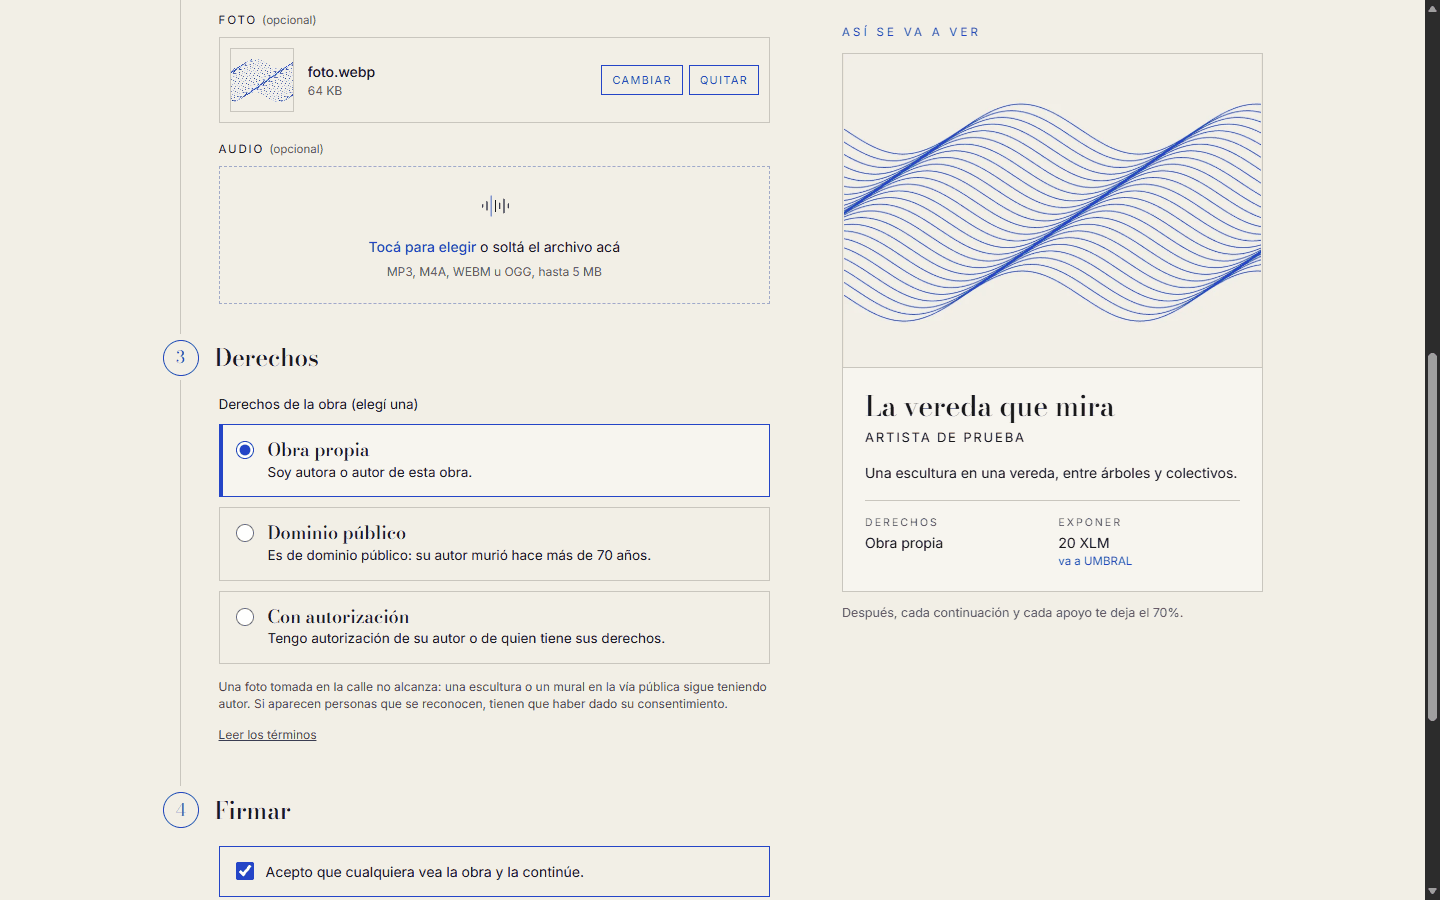 FOTO (opcional)
foto.webp
64 KB
CAMBIAR
QUITAR
AUDIO (opcional)
Tocá para elegir o soltá el archivo acá
MP3, M4A, WEBM u OGG, hasta 5 MB
3
Derechos
Derechos de la obra (elegí una)
Obra propia
Soy autora o autor de esta obra.
Dominio público
Es de dominio público: su autor murió hace más de 70 años.
Con autorización
Tengo autorización de su autor o de quien tiene sus derechos.
Una foto tomada en la calle no alcanza: una escultura o un mural en la vía pública sigue teniendo
autor. Si aparecen personas que se reconocen, tienen que haber dado su consentimiento.
Leer los términos
4
Firmar
Acepto que cualquiera vea la obra y la continúe.
ASÍ SE VA A VER
La vereda que mira
ARTISTA DE PRUEBA
Una escultura en una vereda, entre árboles y colectivos.
DERECHOS
Obra propia
EXPONER
20 XLM
va a UMBRAL
Después, cada continuación y cada apoyo te deja el 70%.